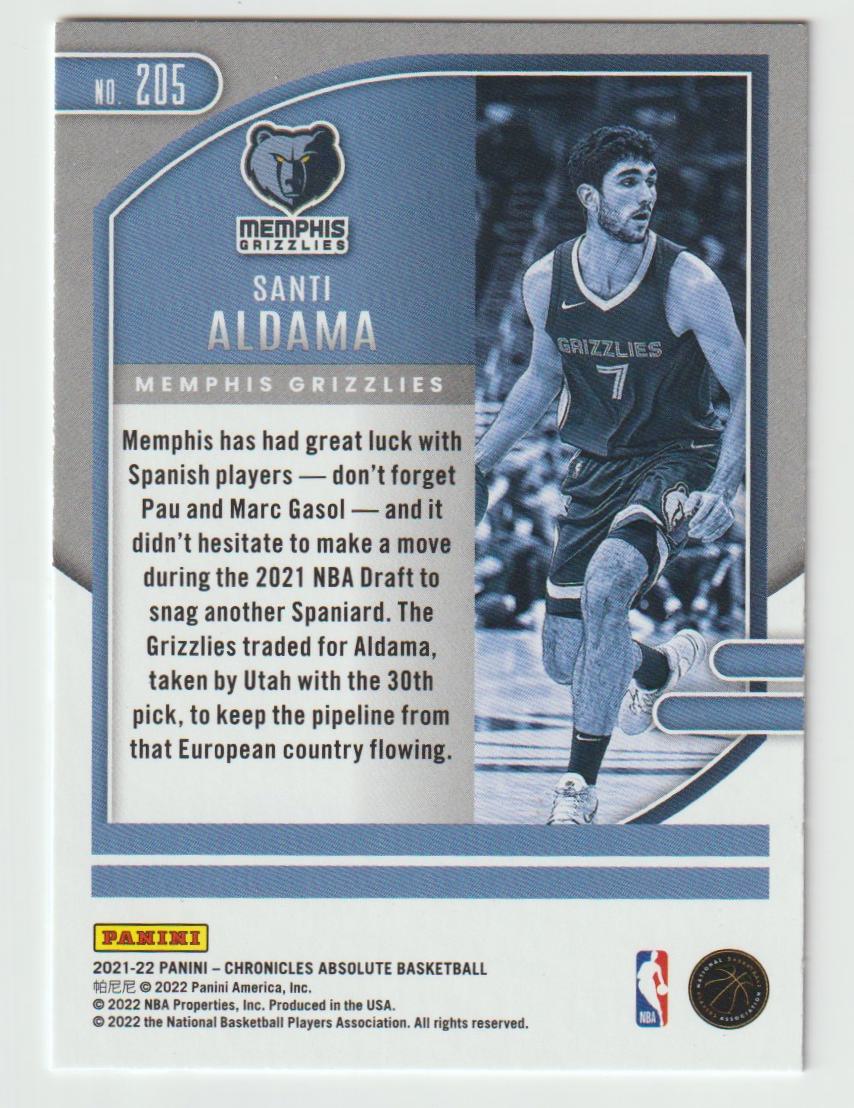 NO. 205
MEMPHIS
GRIZZLIES
SANTI
ALDAMA
MEMPHIS GRIZZLIES
GRIZZLIES
7
Memphis has had great luck with
Spanish players — don't forget
Pau and Marc Gasol — and it
didn't hesitate to make a move
during the 2021 NBA Draft to
snag another Spaniard. The
Grizzlies traded for Aldama,
taken by Utah with the 30th
pick, to keep the pipeline from
that European country flowing.
PANINI
2021-22 PANINI – CHRONICLES ABSOLUTE BASKETBALL
帕尼尼 © 2022 Panini America, Inc.
© 2022 NBA Properties, Inc. Produced in the USA.
© 2022 the National Basketball Players Association. All rights reserved.
NBA
NATIONAL BASKETBALL
PLAYERS ASSOCIATION